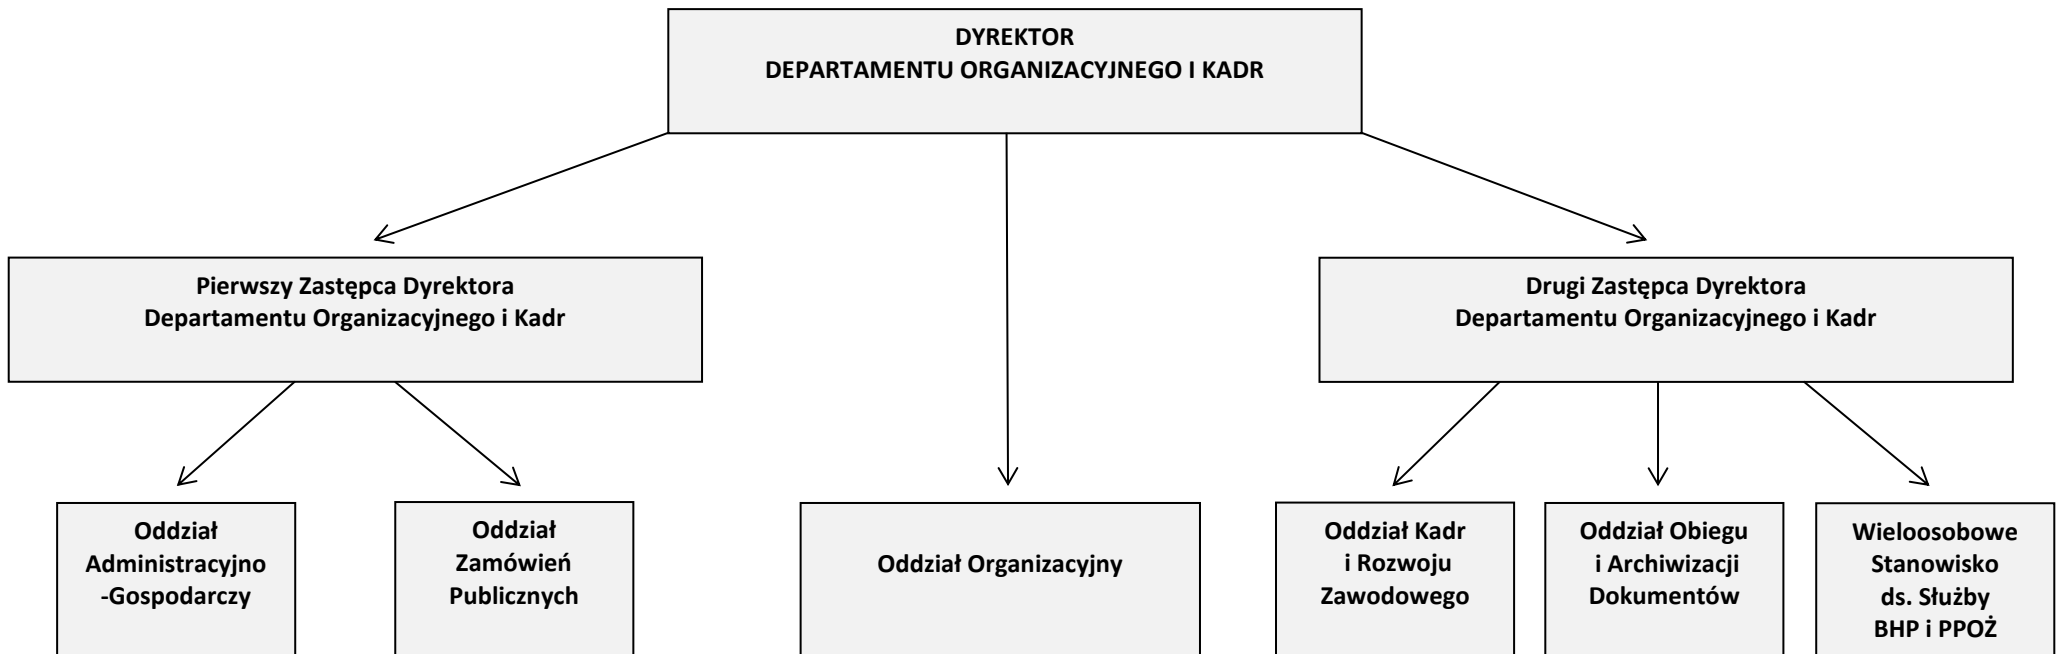 DYREKTOR
DEPARTAMENTU ORGANIZACYJNEGO I KADR
Pierwszy Zastępca Dyrektora
Departamentu Organizacyjnego i Kadr
Drugi Zastępca Dyrektora
Departamentu Organizacyjnego i Kadr
Oddział
Administracyjno
-Gospodarczy
Oddział
Zamówień
Publicznych
Oddział Organizacyjny
Oddział Kadr
i Rozwoju
Zawodowego
Oddział Obiegu
i Archiwizacji
Dokumentów
Wieloosobowe
Stanowisko
ds. Służby
BHP i PPOŻ